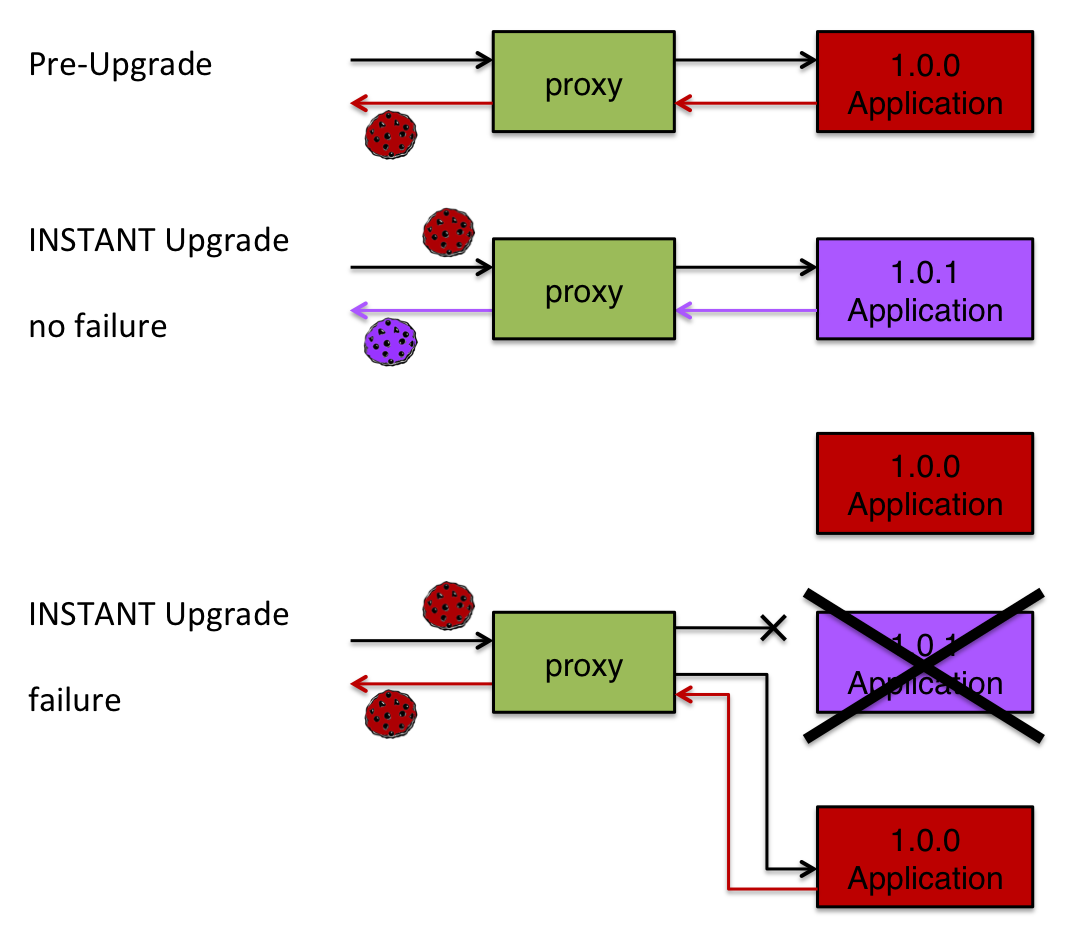 Pre-Upgrade
proxy
1.0.0
Application
INSTANT Upgrade
no failure
proxy
1.0.1
Application
1.0.0
Application
INSTANT Upgrade
failure
proxy
1.0.1
Application
1.0.0
Application